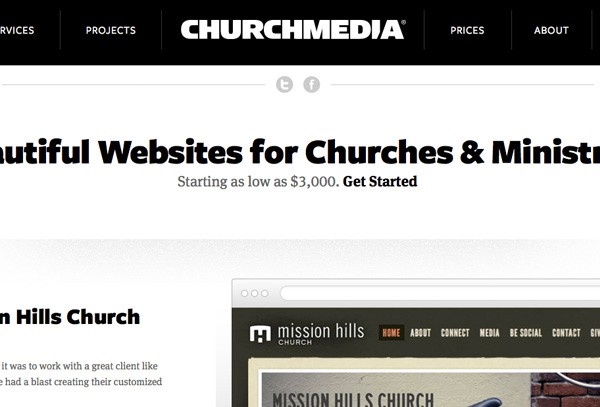 RVICES PROJECTS CHURCHMEDIA® PRICES ABOUT
autiful Websites for Churches & Ministr
Starting as low as $3,000. Get Started
n Hills Church
it was to work with a great client like
e had a blast creating their customized
mission hills
CHURCH
HOME ABOUT CONNECT MEDIA BE SOCIAL CONTACT GIV
MISSION HILLS CHURCH